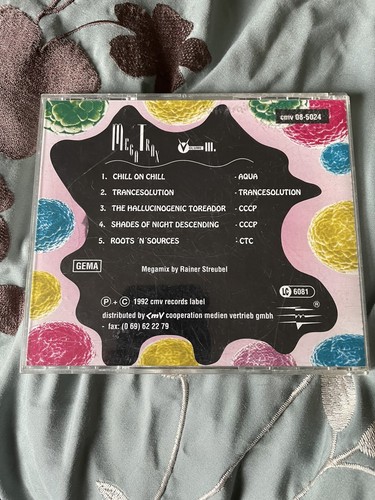 cmv 08-5024
MegaTron
Volume III.
1. CHILL ON CHILL - AQUA
2. TRANCESOLUTION - TRANCESOLUTION
3. THE HALLUCINOGENIC TOREADOR - CCCP
4. SHADES OF NIGHT DESCENDING - CCCP
5. ROOTS 'N' SOURCES - CTC
GEMA
Megamix by Rainer Streubel
LC 6081
P + C 1992 cmv records label
distributed by cmv cooperation medien vertrieb gmbh
- fax: (0 69) 62 22 79
®